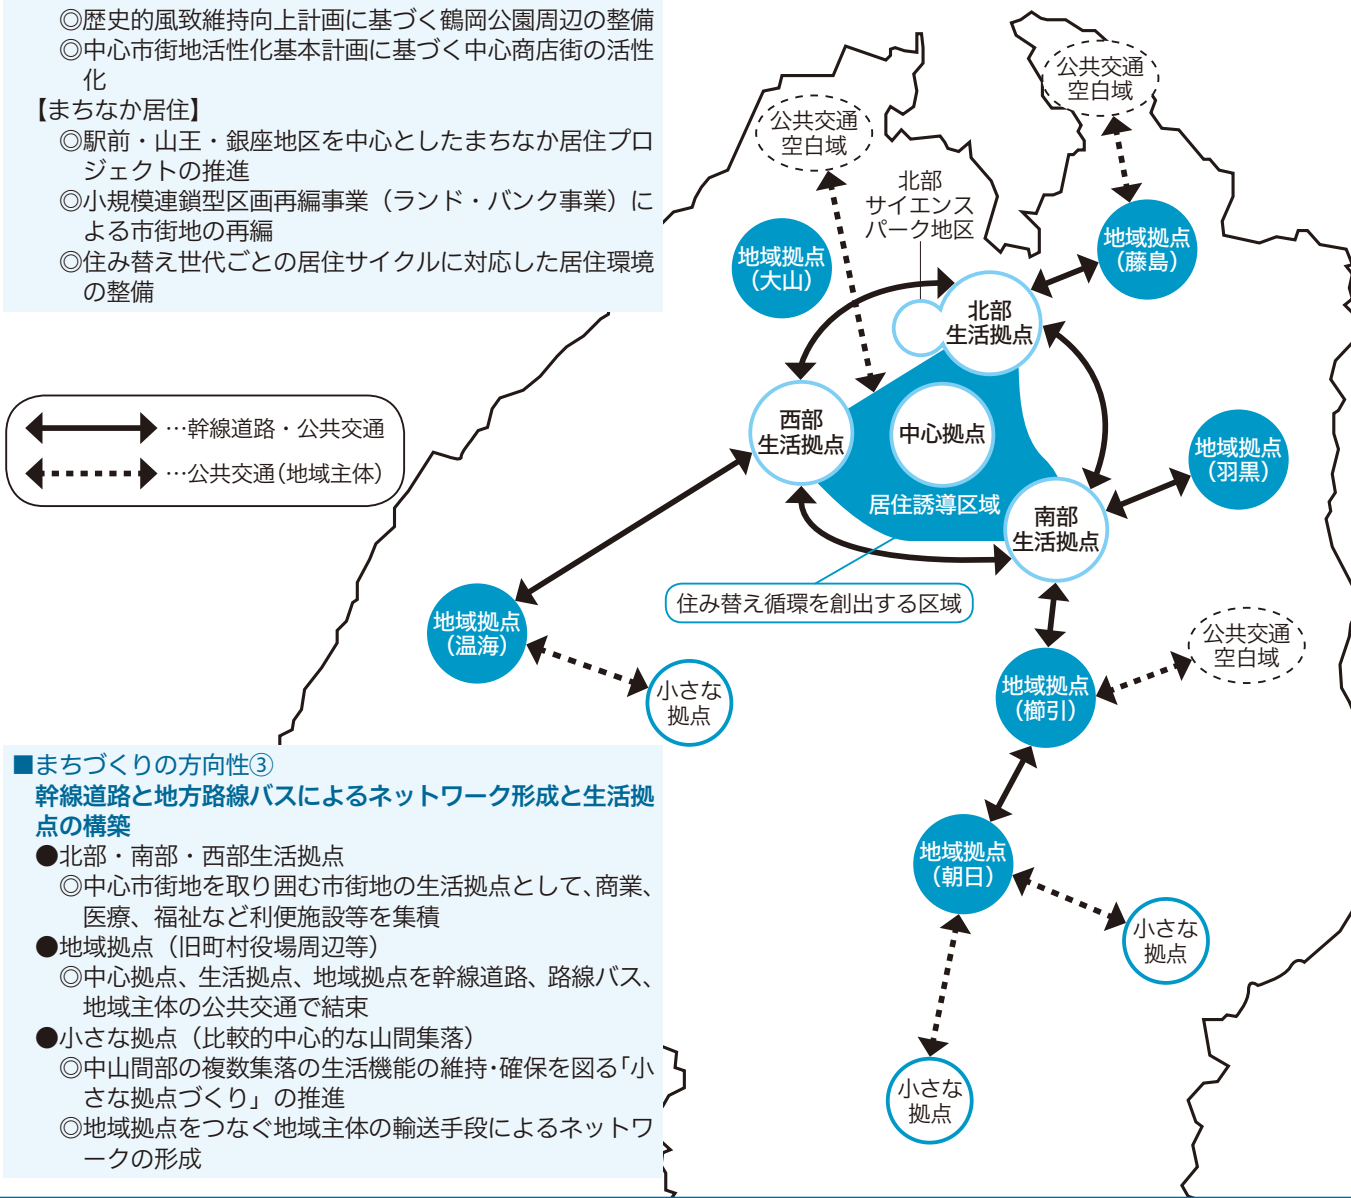 ◎歴史的風致維持向上計画に基づく鶴岡公園周辺の整備
◎中心市街地活性化基本計画に基づく中心商店街の活性
化
【まちなか居住】
◎駅前・山王・銀座地区を中心としたまちなか居住プロ
ジェクトの推進
◎小規模連鎖型区画再編事業（ランド・バンク事業）に
よる市街地の再編
◎住み替え世代ごとの居住サイクルに対応した居住環境
の整備
…幹線道路・公共交通
…公共交通(地域主体)
公共交通
空白域
公共交通
空白域
北部
サイエンス
パーク地区
地域拠点
（大山）
地域拠点
（藤島）
北部
生活拠点
西部
生活拠点
中心拠点
地域拠点
（羽黒）
居住誘導区域
南部
生活拠点
住み替え循環を創出する区域
地域拠点
（温海）
小さな
拠点
公共交通
空白域
地域拠点
（櫛引）
地域拠点
（朝日）
小さな
拠点
小さな
拠点
■まちづくりの方向性③
幹線道路と地方路線バスによるネットワーク形成と生活拠
点の構築
●北部・南部・西部生活拠点
◎中心市街地を取り囲む市街地の生活拠点として、商業、
医療、福祉など利便施設等を集積
●地域拠点（旧町村役場周辺等）
◎中心拠点、生活拠点、地域拠点を幹線道路、路線バス、
地域主体の公共交通で結束
●小さな拠点（比較的中心的な山間集落）
◎中山間部の複数集落の生活機能の維持・確保を図る「小
さな拠点づくり」の推進
◎地域拠点をつなぐ地域主体の輸送手段によるネットワ
ークの形成